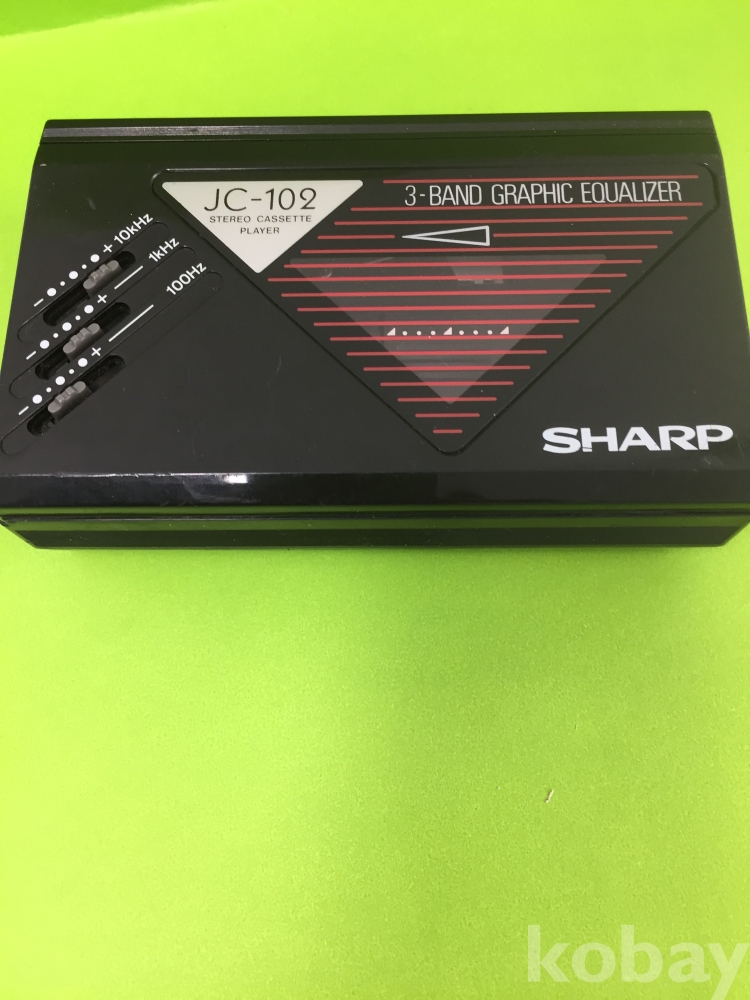 JC-102
STEREO CASSETTE
PLAYER
3-BAND GRAPHIC EQUALIZER
- + 10kHz
- + 1kHz
- + 100Hz
SHARP
kobay